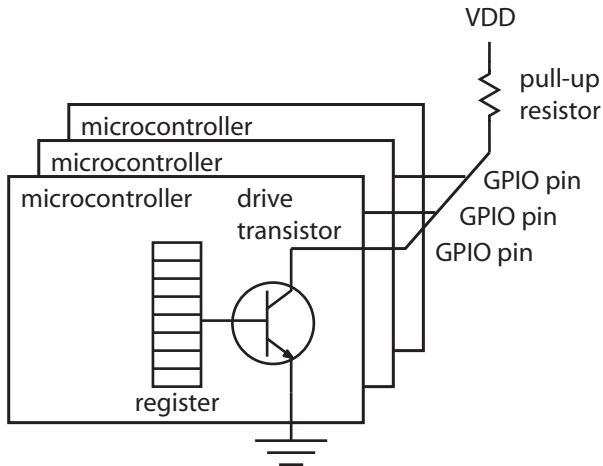 VDD
pull-up
resistor
microcontroller
microcontroller
microcontroller
drive
transistor
GPIO pin
GPIO pin
GPIO pin
register